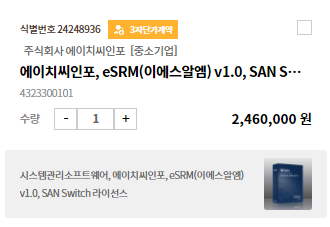 식별번호 24248936 3자단가계약
주식회사 에이치씨인포 [중소기업]
에이치씨인포, eSRM(이에스알엠) v1.0, SAN S…
4323300101
수량 - 1 + 2,460,000 원
시스템관리소프트웨어, 에이치씨인포, eSRM(이에스알엠)
v1.0, SAN Switch 라이선스